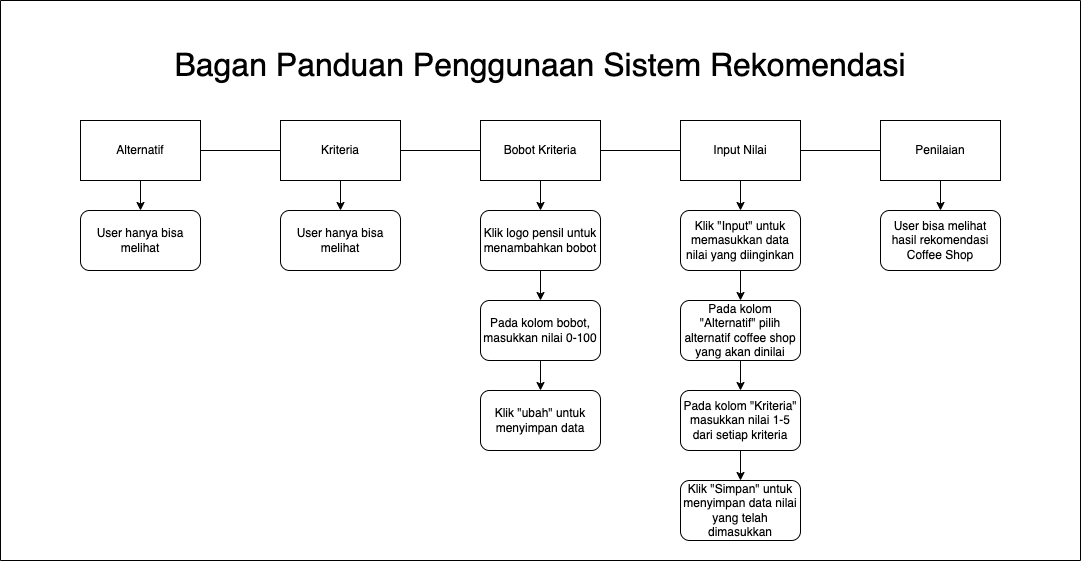 Bagan Panduan Penggunaan Sistem Rekomendasi
Alternatif
Kriteria
Bobot Kriteria
Input Nilai
Penilaian
User hanya bisa
melihat
User hanya bisa
melihat
Klik logo pensil untuk
menambahkan bobot
Klik "Input" untuk
memasukkan data
nilai yang diinginkan
User bisa melihat
hasil rekomendasi
Coffee Shop
Pada kolom bobot,
masukkan nilai 0-100
Pada kolom
"Alternatif" pilih
alternatif coffee shop
yang akan dinilai
Klik "ubah" untuk
menyimpan data
Pada kolom "Kriteria"
masukkan nilai 1-5
dari setiap kriteria
Klik "Simpan" untuk
menyimpan data nilai
yang telah
dimasukkan